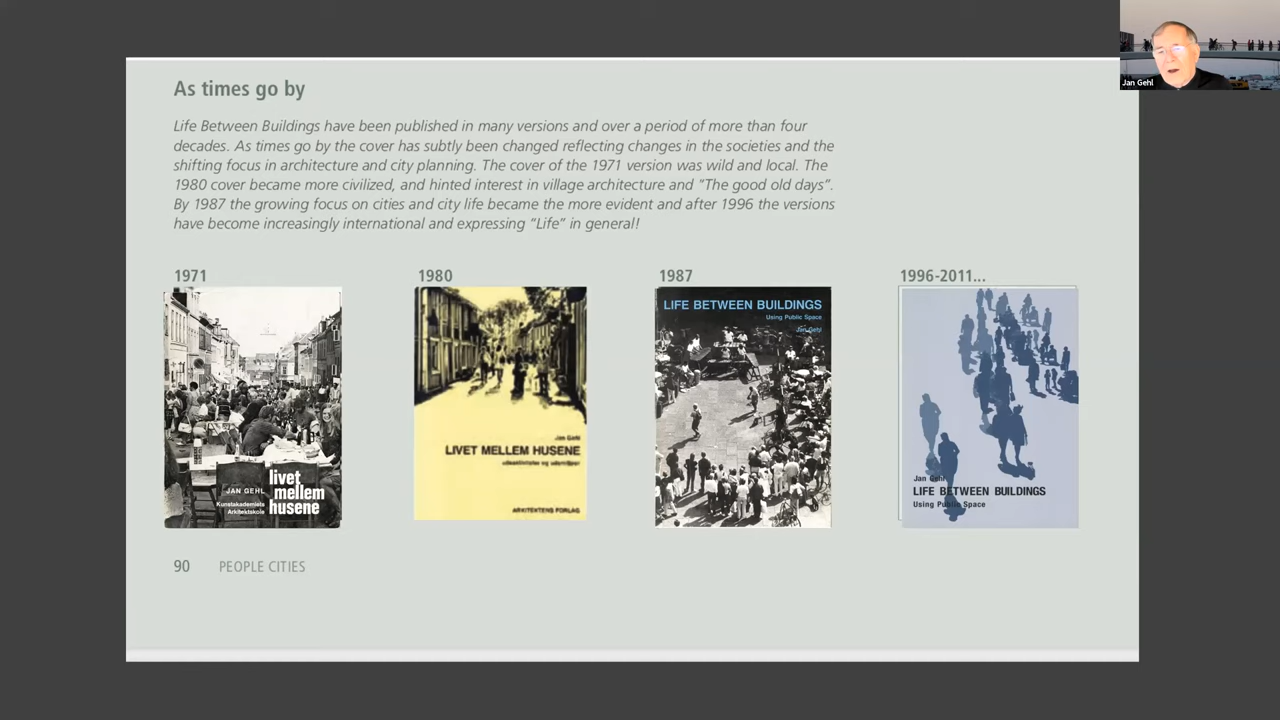 As times go by
Life Between Buildings have been published in many versions and over a period of more than four
decades. As times go by the cover has subtly been changed reflecting changes in the societies and the
shifting focus in architecture and city planning. The cover of the 1971 version was wild and local. The
1980 cover became more civilized, and hinted interest in village architecture and "The good old days".
By 1987 the growing focus on cities and city life became the more evident and after 1996 the versions
have become increasingly international and expressing "Life" in general!
1971
JAN GEHL
Kunstakademiets
Arkitektskole
livet
mellem
husene
1980
Jan Gehl
LIVET MELLEM HUSENE
udeaktiviteter og udemiljøer
ARKITEKTENS FORLAG
1987
LIFE BETWEEN BUILDINGS
Using Public Space
Jan Gehl
1996-2011...
Jan Gehl
LIFE BETWEEN BUILDINGS
Using Public Space
90 PEOPLE CITIES
Jan Gehl